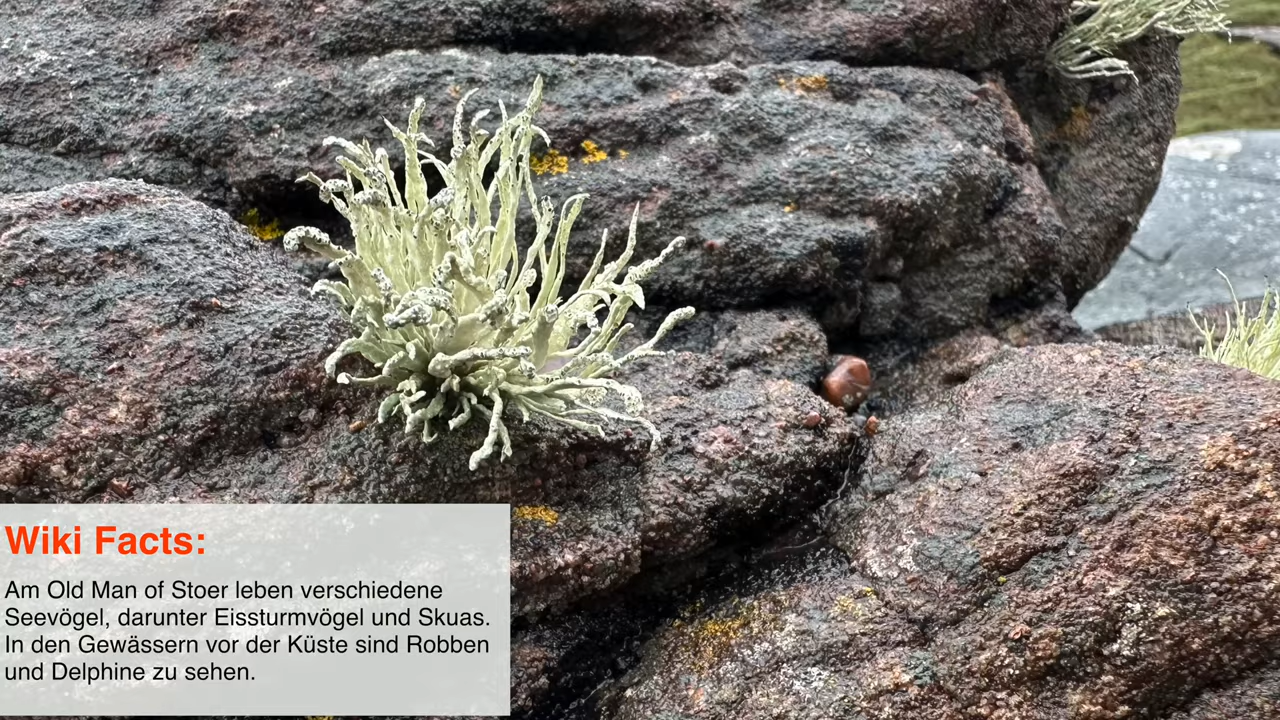 Wiki Facts:
Am Old Man of Stoer leben verschiedene
Seevögel, darunter Eissturmvögel und Skuas.
In den Gewässern vor der Küste sind Robben
und Delphine zu sehen.